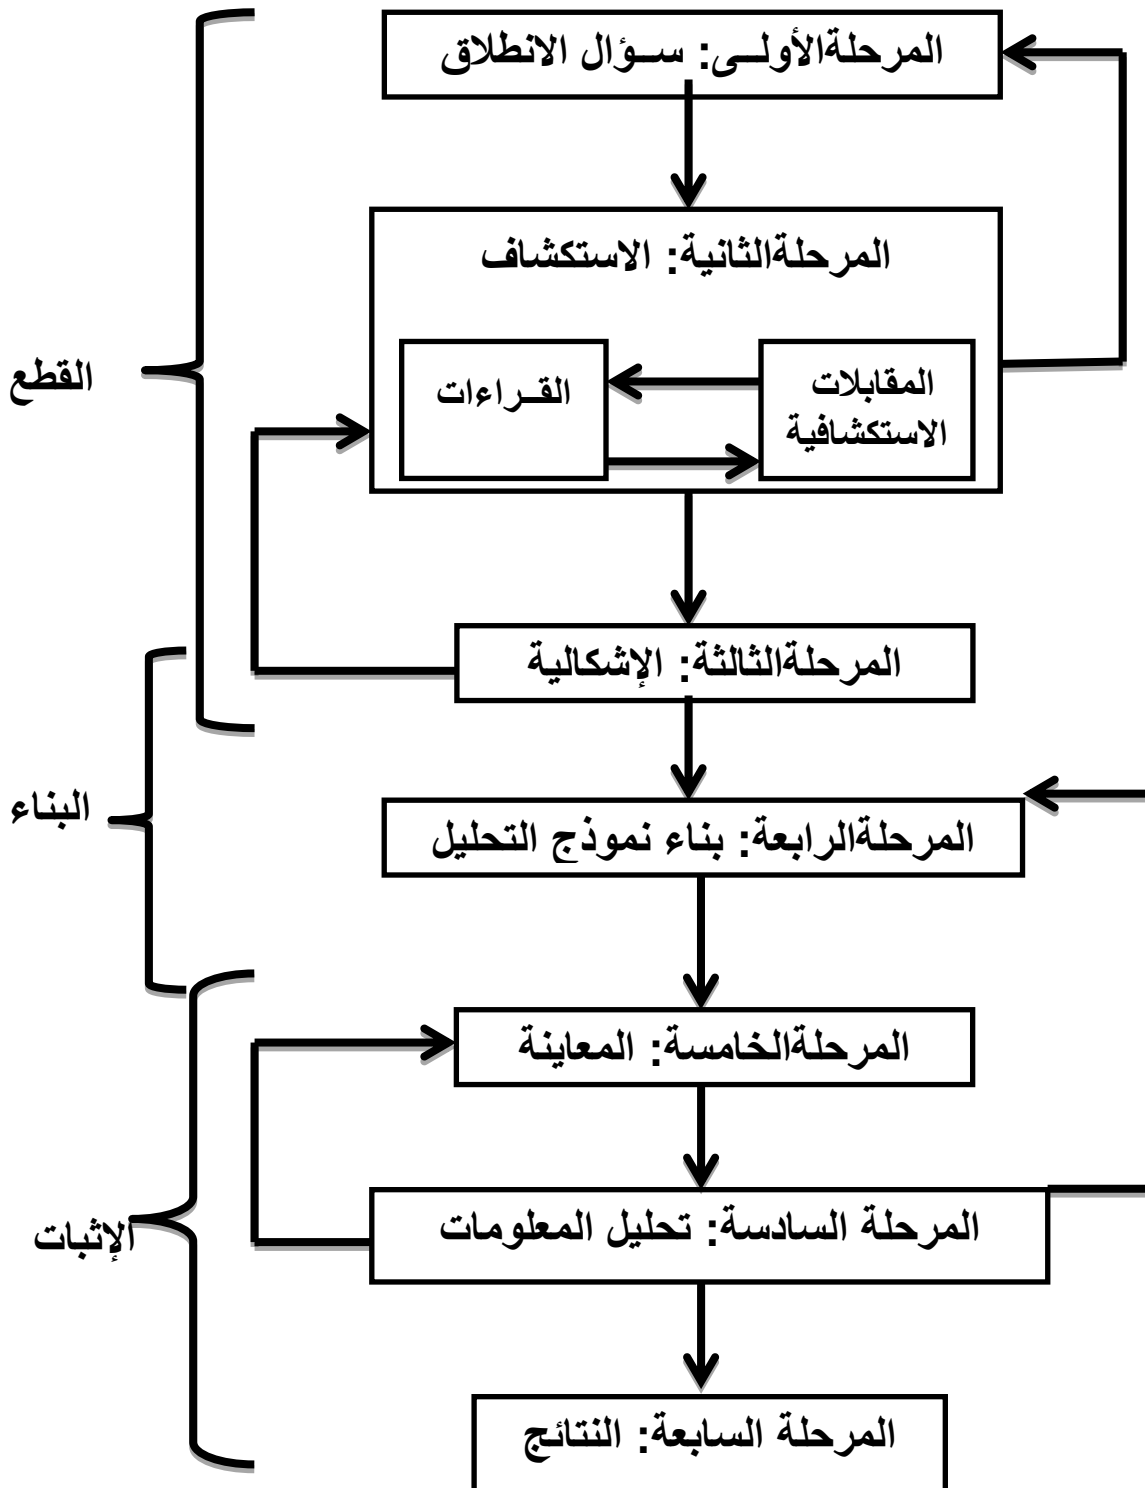 المرحلةالأولــى: ســؤال الانطلاق
المرحلةالثانية: الاستكشاف
المقابلات
الاستكشافية
القــراءات
القطع
المرحلةالثالثة: الإشكالية
البناء
المرحلةالرابعة: بناء نموذج التحليل
المرحلةالخامسة: المعاينة
المرحلة السادسة: تحليل المعلومات
الإثبات
المرحلة السابعة: النتائج